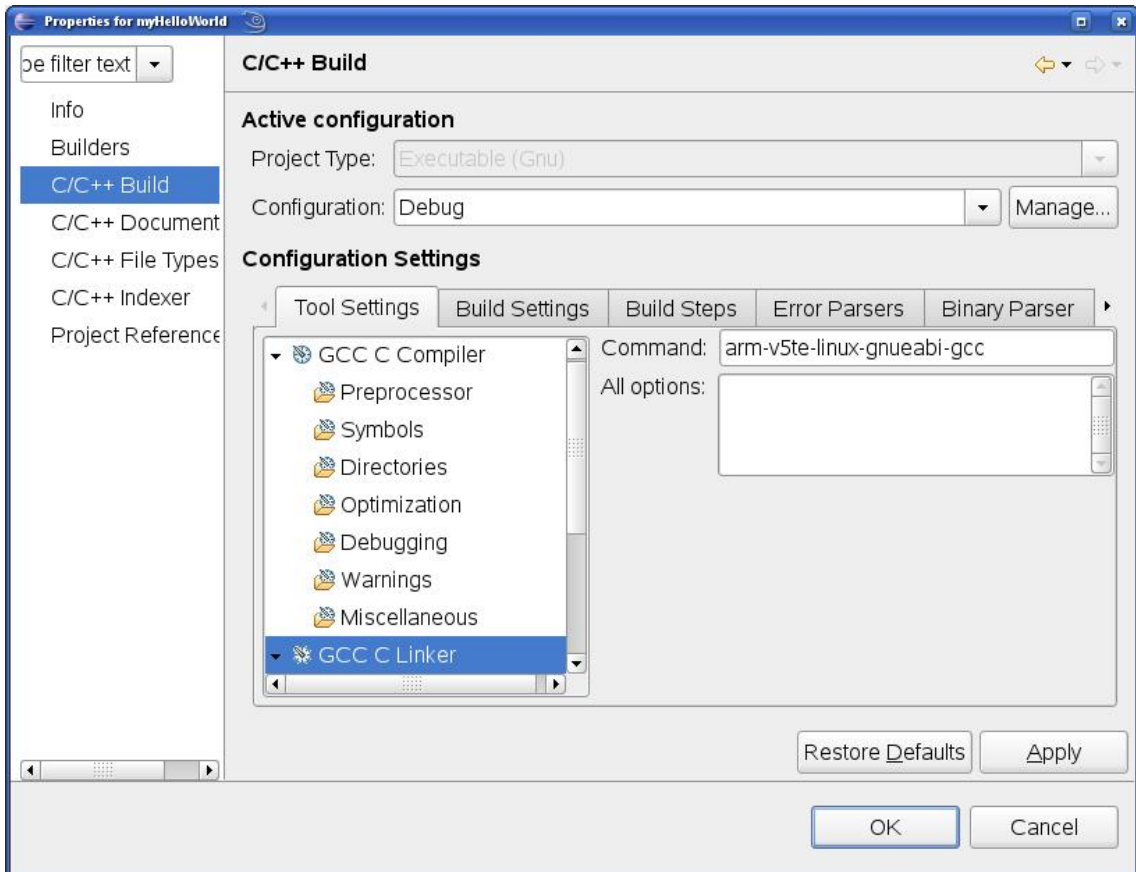 Properties for myHelloWorld
pe filter text
Info
Builders
C/C++ Build
C/C++ Document
C/C++ File Types
C/C++ Indexer
Project Reference
C/C++ Build
Active configuration
Project Type: Executable (Gnu)
Configuration: Debug Manage...
Configuration Settings
Tool Settings Build Settings Build Steps Error Parsers Binary Parser
GCC C Compiler
Preprocessor
Symbols
Directories
Optimization
Debugging
Warnings
Miscellaneous
GCC C Linker
Command: arm-v5te-linux-gnueabi-gcc
All options:
Restore Defaults Apply
OK Cancel